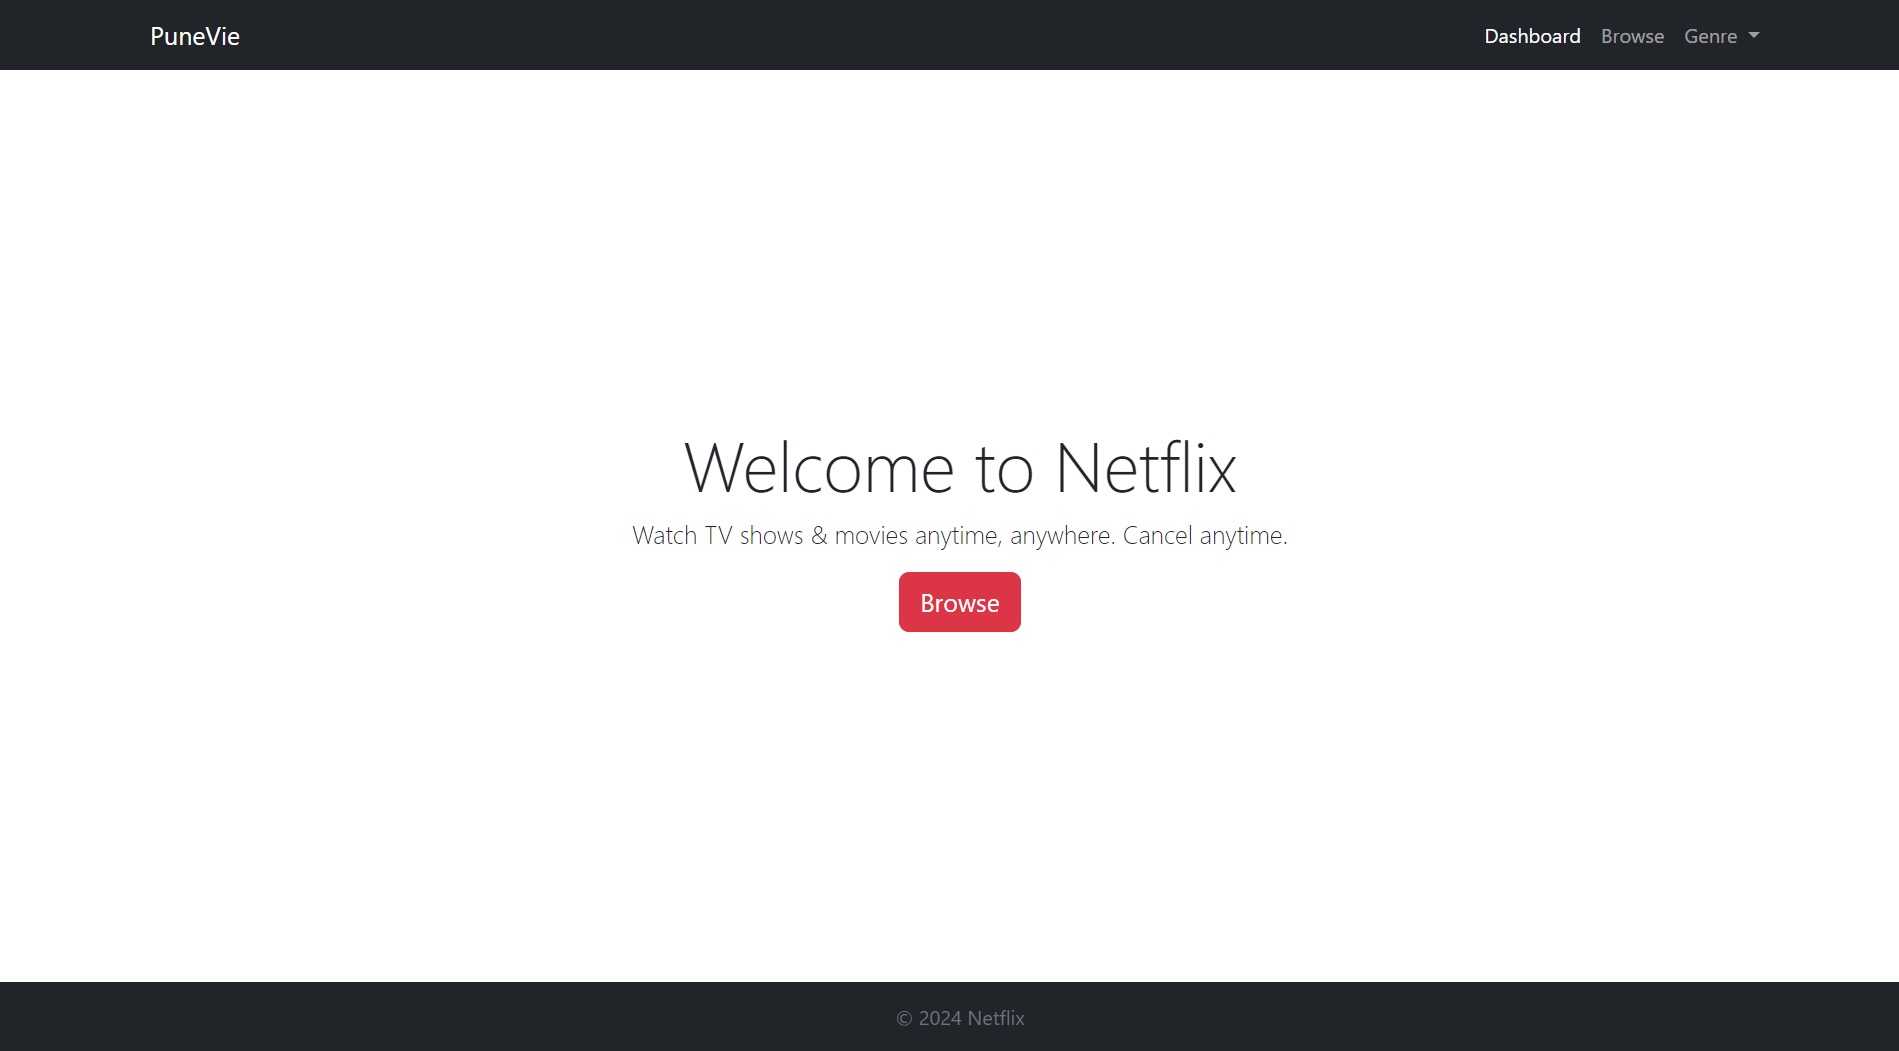 PuneVie
Dashboard Browse Genre
Welcome to Netflix
Watch TV shows & movies anytime, anywhere. Cancel anytime.
Browse
© 2024 Netflix